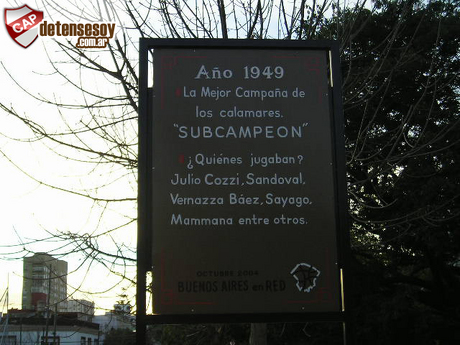 CAP
detensesoy
.com.ar
Año 1949
La Mejor Campaña de
los calamares.
"SUBCAMPEON"
¿Quiénes jugaban?
Julio Cozzi, Sandoval,
Vernazza Báez, Sayago,
Mammana entre otros.
OCTUBRE
BUENOS AIRES en RED